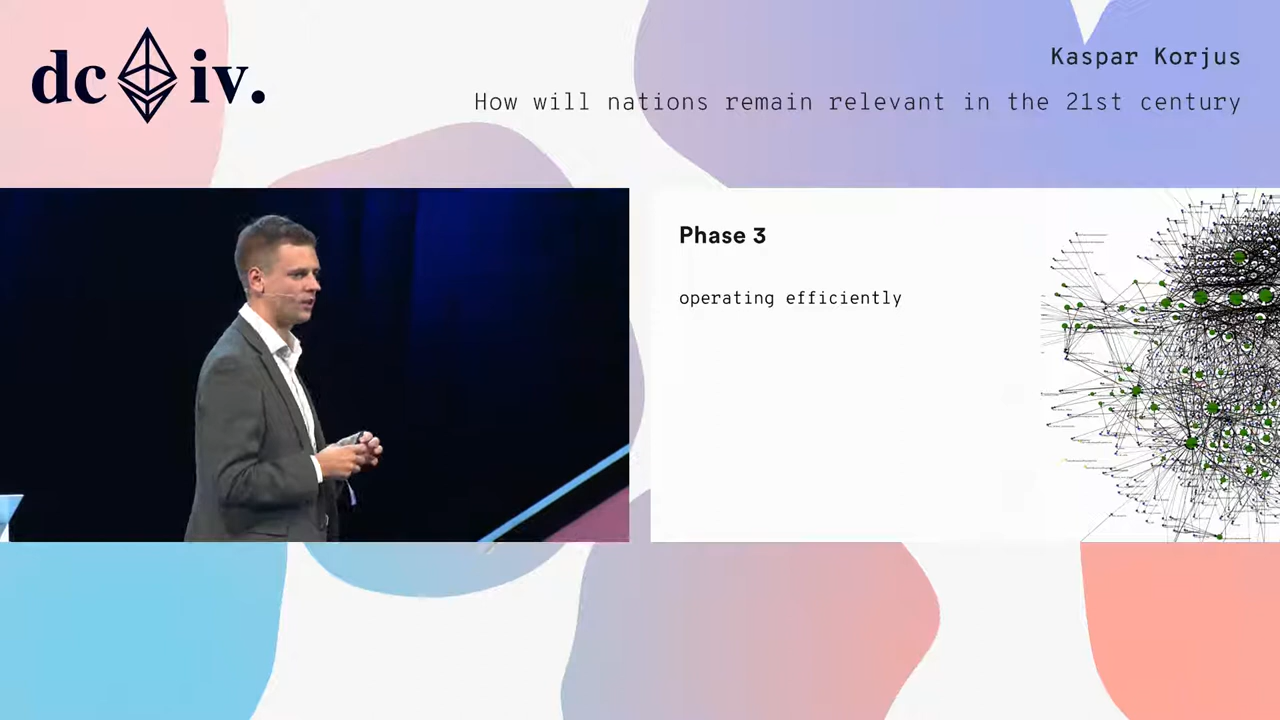 dc iv.
Kaspar Korjus
How will nations remain relevant in the 21st century
Phase 3
operating efficiently